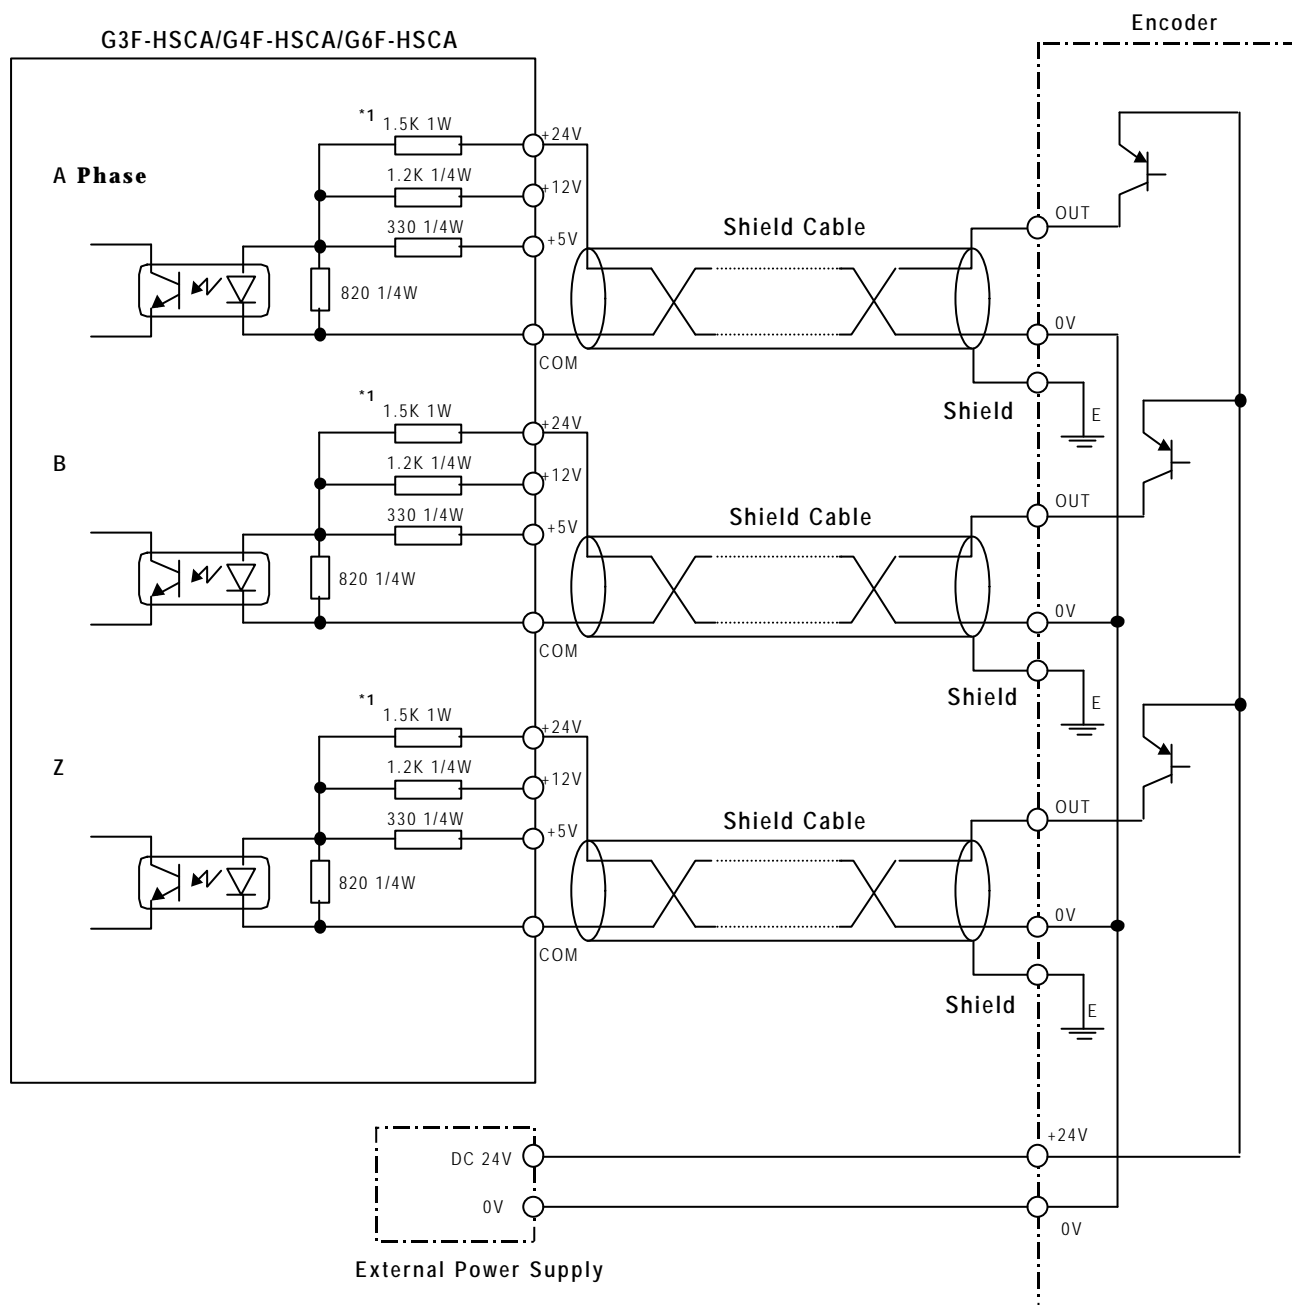 Encoder
G3F-HSCA/G4F-HSCA/G6F-HSCA
*1
1.5K 1W
+24V
A Phase
1.2K 1/4W
+12V
OUT
330 1/4W
+5V
Shield Cable
820 1/4W
0V
COM
Shield
E
*1
1.5K 1W
+24V
B
1.2K 1/4W
+12V
OUT
330 1/4W
+5V
Shield Cable
820 1/4W
0V
COM
Shield
E
*1
1.5K 1W
+24V
Z
1.2K 1/4W
+12V
OUT
330 1/4W
+5V
Shield Cable
820 1/4W
0V
COM
Shield
E
+24V
DC 24V
0V
0V
External Power Supply